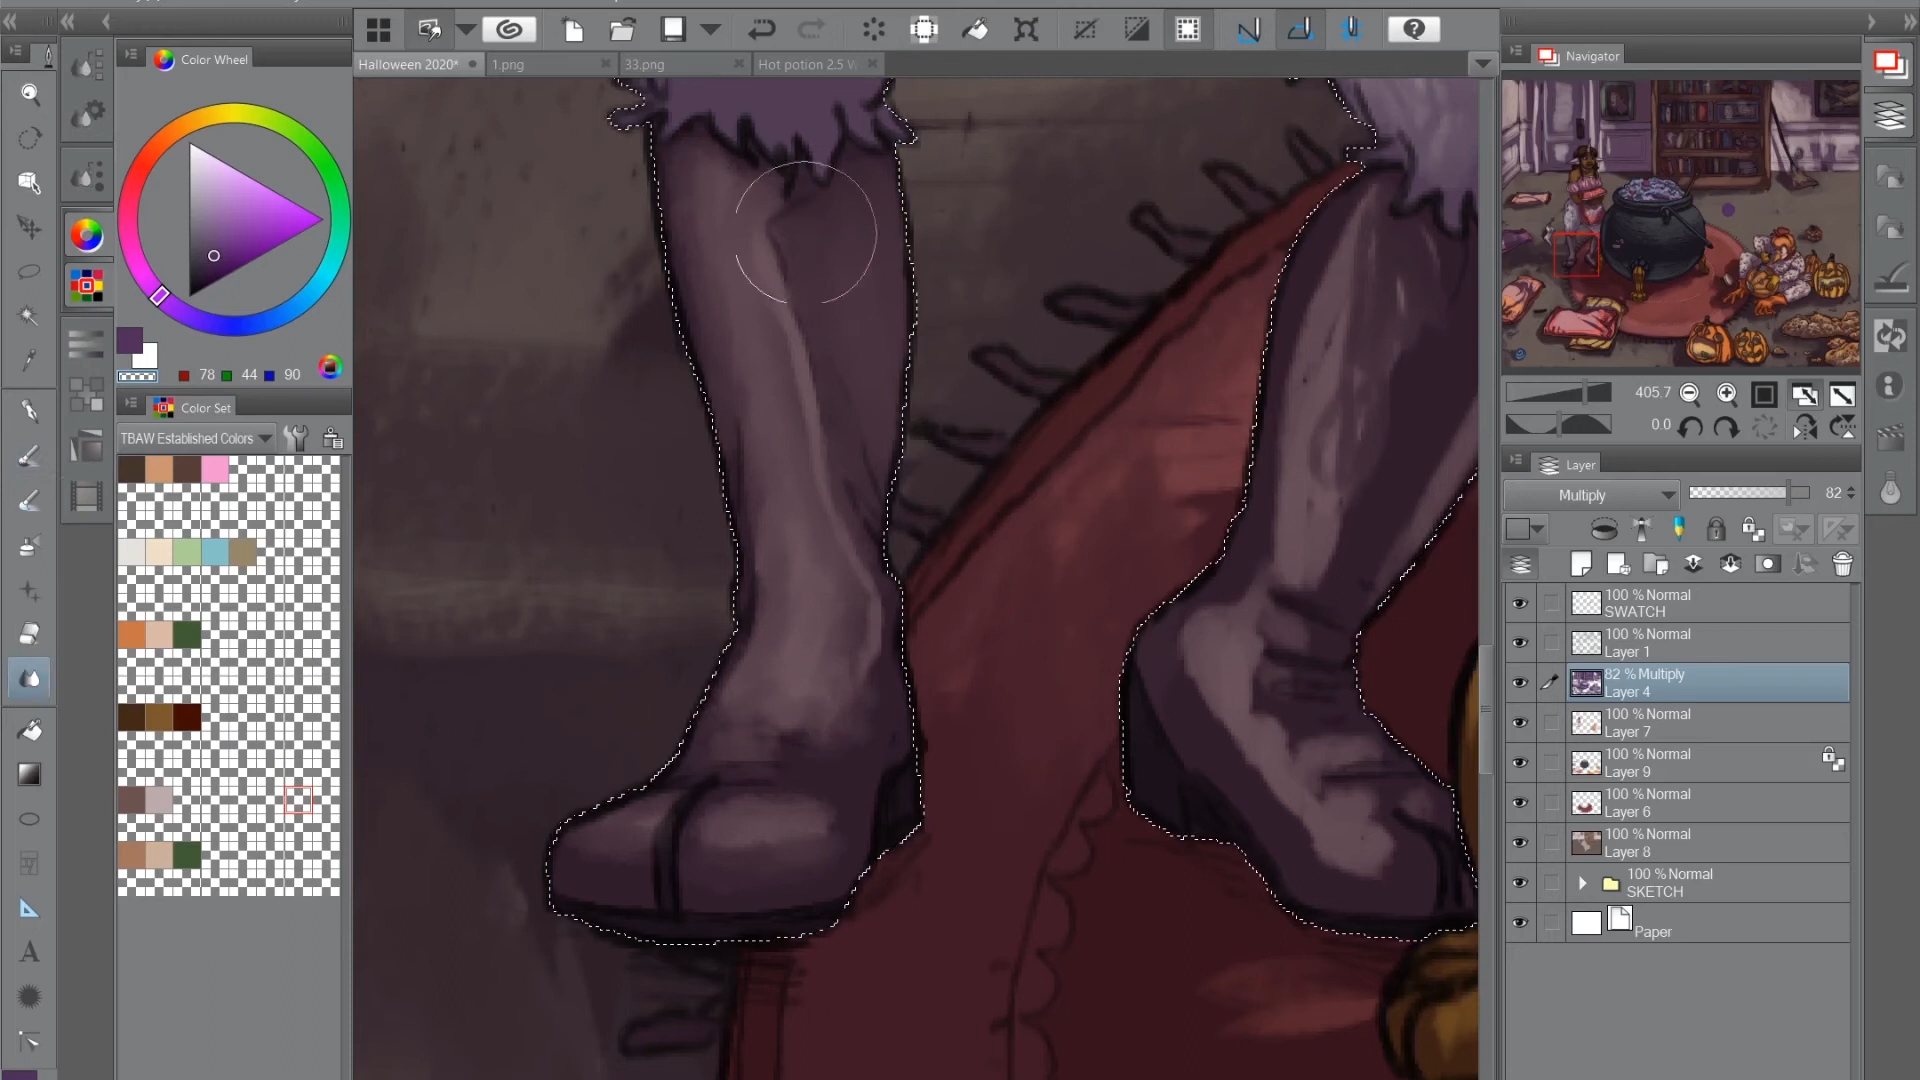 Color Wheel
Halloween 2020*
1.png
33.png
Hot potion 2.5
Navigator
78 44 90
Color Set
TBAW Established Colors
405.7
0.0
Layer
Multiply 82
100 % Normal
SWATCH
100 % Normal
Layer 1
82 % Multiply
Layer 4
100 % Normal
Layer 7
100 % Normal
Layer 9
100 % Normal
Layer 6
100 % Normal
Layer 8
100 % Normal
SKETCH
Paper